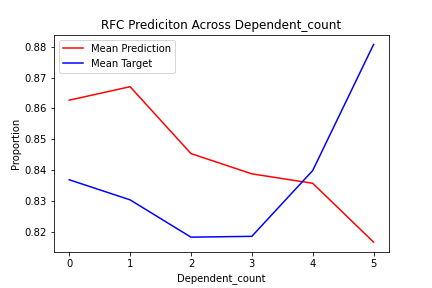 RFC Prediciton Across Dependent_count
Mean Prediction
Mean Target
0.88
0.87
0.86
0.85
0.84
0.83
0.82
Proportion
0 1 2 3 4 5
Dependent_count